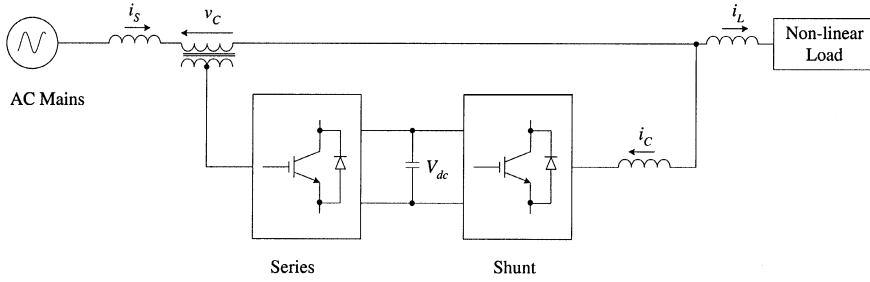 i_S
v_C
i_L
Non-linear
Load
AC Mains
i_C
V_dc
Series
Shunt